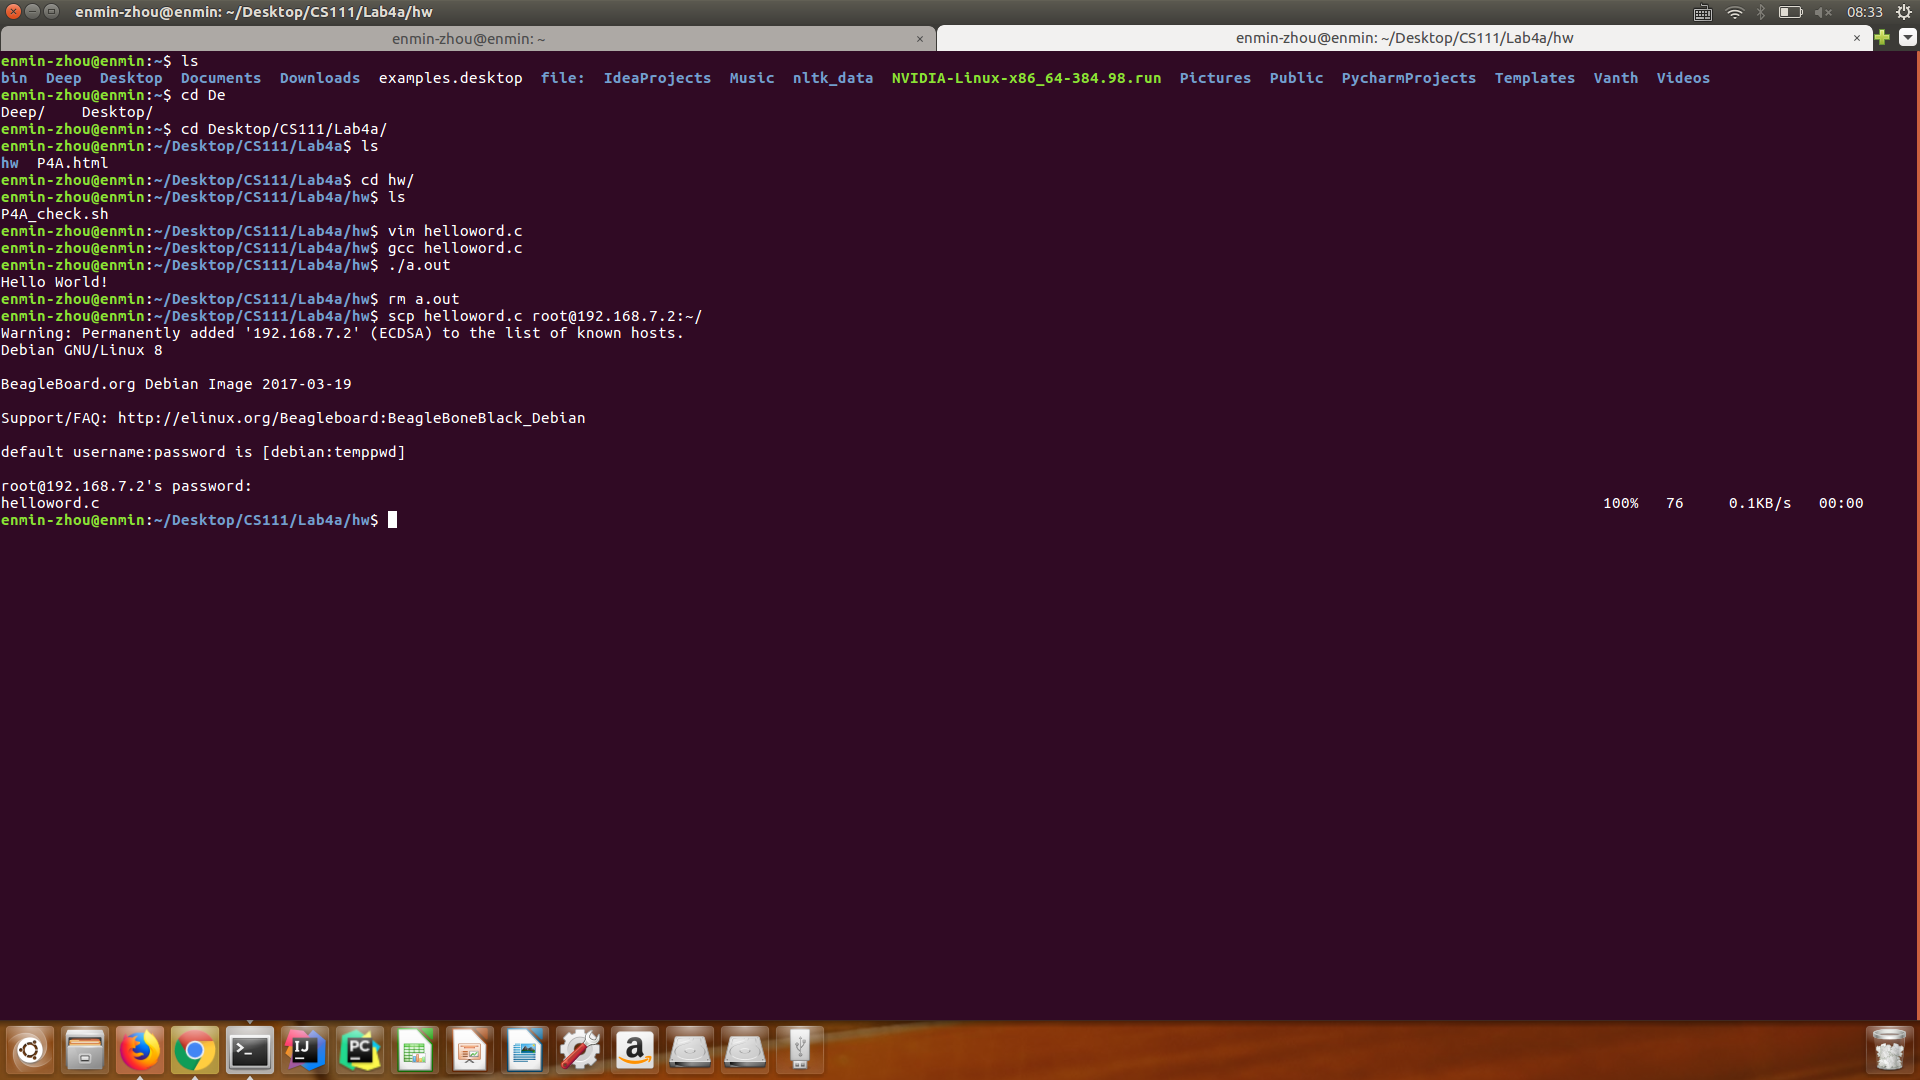 enmin-zhou@enmin: ~/Desktop/CS111/Lab4a/hw
08:33
enmin-zhou@enmin: ~ ×
enmin-zhou@enmin: ~/Desktop/CS111/Lab4a/hw ×
enmin-zhou@enmin:~$ ls
bin  Deep  Desktop  Documents  Downloads  examples.desktop  file:  IdeaProjects  Music  nltk_data  NVIDIA-Linux-x86_64-384.98.run  Pictures  Public  PycharmProjects  Templates  Vanth  Videos
enmin-zhou@enmin:~$ cd De
Deep/    Desktop/
enmin-zhou@enmin:~$ cd Desktop/CS111/Lab4a/
enmin-zhou@enmin:~/Desktop/CS111/Lab4a$ ls
hw  P4A.html
enmin-zhou@enmin:~/Desktop/CS111/Lab4a$ cd hw/
enmin-zhou@enmin:~/Desktop/CS111/Lab4a/hw$ ls
P4A_check.sh
enmin-zhou@enmin:~/Desktop/CS111/Lab4a/hw$ vim helloword.c
enmin-zhou@enmin:~/Desktop/CS111/Lab4a/hw$ gcc helloword.c
enmin-zhou@enmin:~/Desktop/CS111/Lab4a/hw$ ./a.out
Hello World!
enmin-zhou@enmin:~/Desktop/CS111/Lab4a/hw$ rm a.out
enmin-zhou@enmin:~/Desktop/CS111/Lab4a/hw$ scp helloword.c root@192.168.7.2:~/
Warning: Permanently added '192.168.7.2' (ECDSA) to the list of known hosts.
Debian GNU/Linux 8
BeagleBoard.org Debian Image 2017-03-19
Support/FAQ: http://elinux.org/Beagleboard:BeagleBoneBlack_Debian
default username:password is [debian:temppwd]
root@192.168.7.2's password:
helloword.c 100% 76 0.1KB/s 00:00
enmin-zhou@enmin:~/Desktop/CS111/Lab4a/hw$
IJ
PC
a